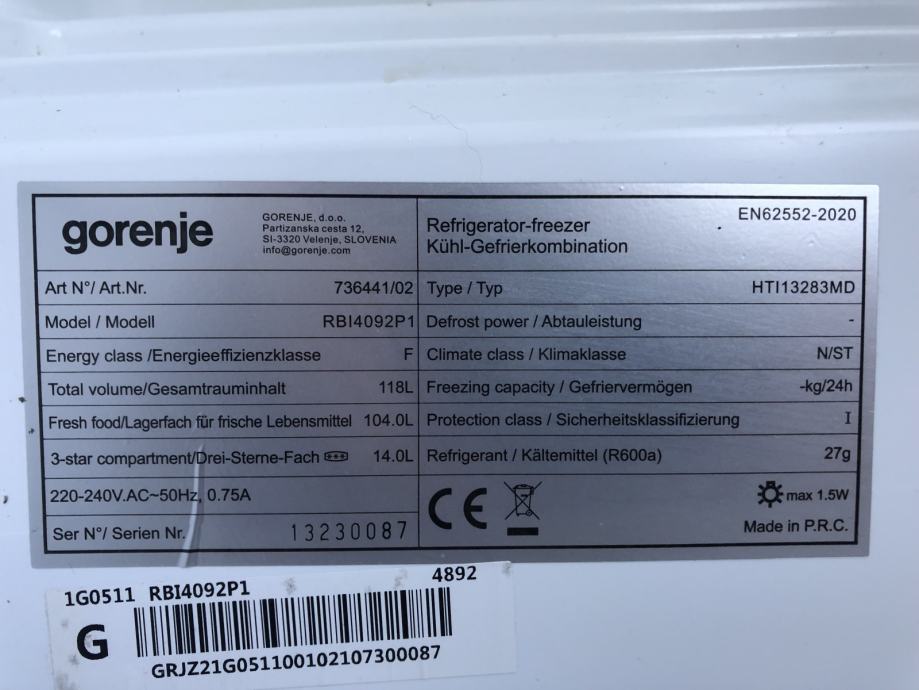 gorenje
GORENJE, d.o.o.
Partizanska cesta 12,
SI-3320 Velenje, SLOVENIA
info@gorenje.com
Refrigerator-freezer
Kühl-Gefrierkombination
EN62552-2020
Art N°/ Art.Nr. 736441/02
Type / Typ HTI13283MD
Model / Modell RBI4092P1
Defrost power / Abtauleistung -
Energy class /Energieeffizienzklasse F
Climate class / Klimaklasse N/ST
Total volume/Gesamtrauminhalt 118L
Freezing capacity / Gefriervermögen -kg/24h
Fresh food/Lagerfach für frische Lebensmittel 104.0L
Protection class / Sicherheitsklassifizierung I
3-star compartment/Drei-Sterne-Fach 14.0L
Refrigerant / Kältemittel (R600a) 27g
220-240V.AC~50Hz, 0.75A
CE
max 1.5W
Ser N°/ Serien Nr. 13230087
Made in P.R.C.
1G0511 RBI4092P1 4892
G
GRJZ21G051100102107300087